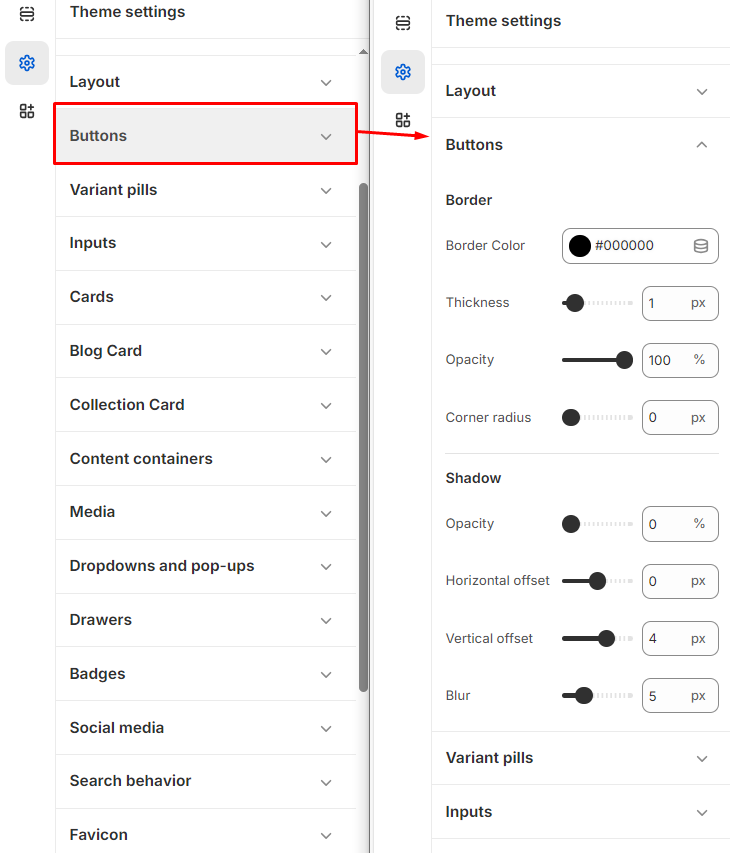 Theme settings
Layout
Buttons
Variant pills
Inputs
Cards
Blog Card
Collection Card
Content containers
Media
Dropdowns and pop-ups
Drawers
Badges
Social media
Search behavior
Favicon
Theme settings
Layout
Buttons
Border
Border Color #000000
Thickness 1 px
Opacity 100 %
Corner radius 0 px
Shadow
Opacity 0 %
Horizontal offset 0 px
Vertical offset 4 px
Blur 5 px
Variant pills
Inputs